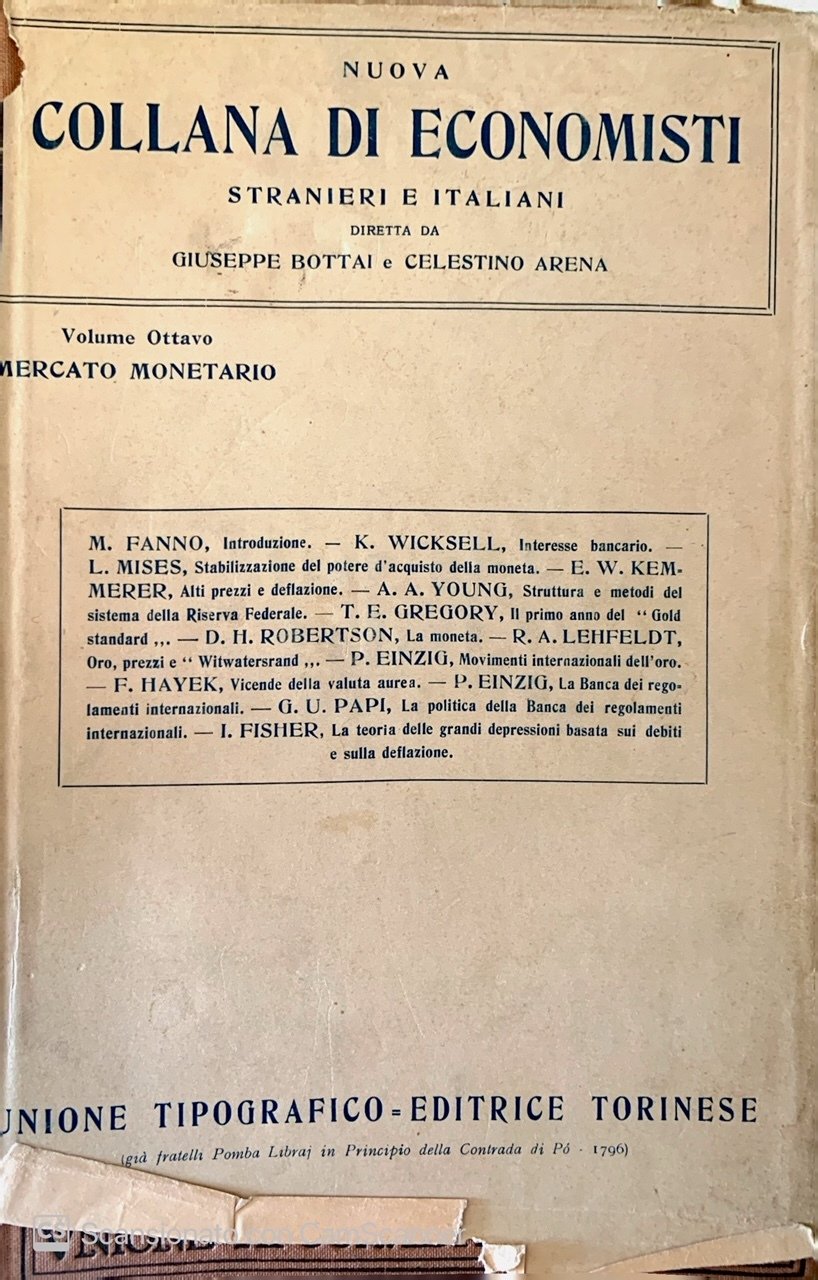 NUOVA
COLLANA DI ECONOMISTI
STRANIERI E ITALIANI
DIRETTA DA
GIUSEPPE BOTTAI e CELESTINO ARENA
Volume Ottavo
MERCATO MONETARIO
M. FANNO, Introduzione. — K. WICKSELL, Interesse bancario. —
L. MISES, Stabilizzazione del potere d'acquisto della moneta. — E. W. KEM-
MERER, Alti prezzi e deflazione. — A. A. YOUNG, Struttura e metodi del
sistema della Riserva Federale. — T. E. GREGORY, Il primo anno del “ Gold
standard ,,. — D. H. ROBERTSON, La moneta. — R. A. LEHFELDT,
Oro, prezzi e “ Witwatersrand ,,. — P. EINZIG, Movimenti internazionali dell'oro.
— F. HAYEK, Vicende della valuta aurea. — P. EINZIG, La Banca dei rego-
lamenti internazionali. — G. U. PAPI, La politica della Banca dei regolamenti
internazionali. — I. FISHER, La teoria delle grandi depressioni basata sui debiti
e sulla deflazione.
UNIONE TIPOGRAFICO=EDITRICE TORINESE
(già fratelli Pomba Libraj in Principio della Contrada di Pó - 1796)
CS Scansionato con CamScanner